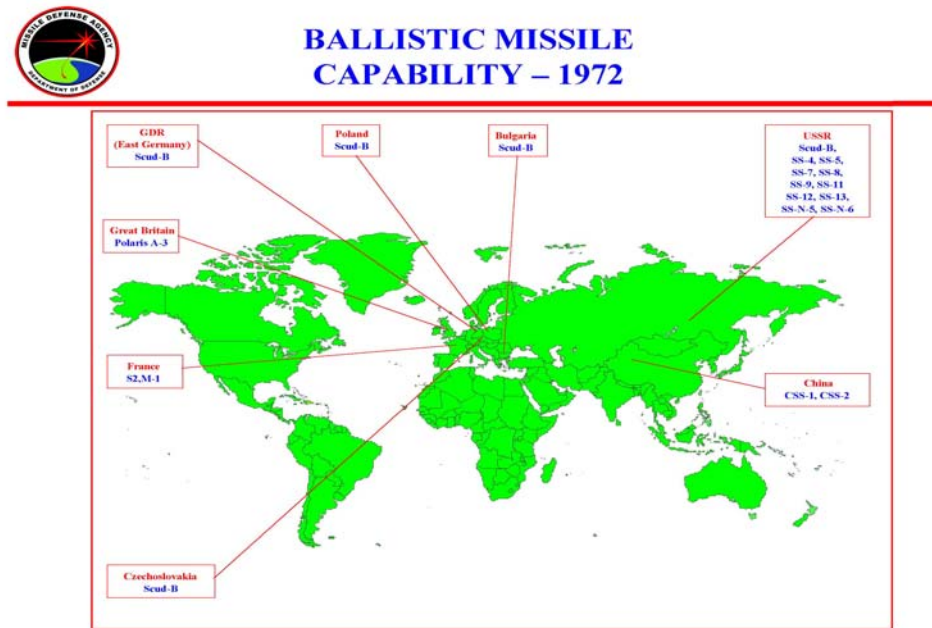 MISSILE DEFENSE AGENCY
DEPARTMENT OF DEFENSE
BALLISTIC MISSILE
CAPABILITY – 1972
GDR
(East Germany)
Scud-B
Poland
Scud-B
Bulgaria
Scud-B
USSR
Scud-B,
SS-4, SS-5,
SS-7, SS-8,
SS-9, SS-11
SS-12, SS-13,
SS-N-5, SS-N-6
Great Britain
Polaris A-3
France
S2,M-1
China
CSS-1, CSS-2
Czechoslovakia
Scud-B